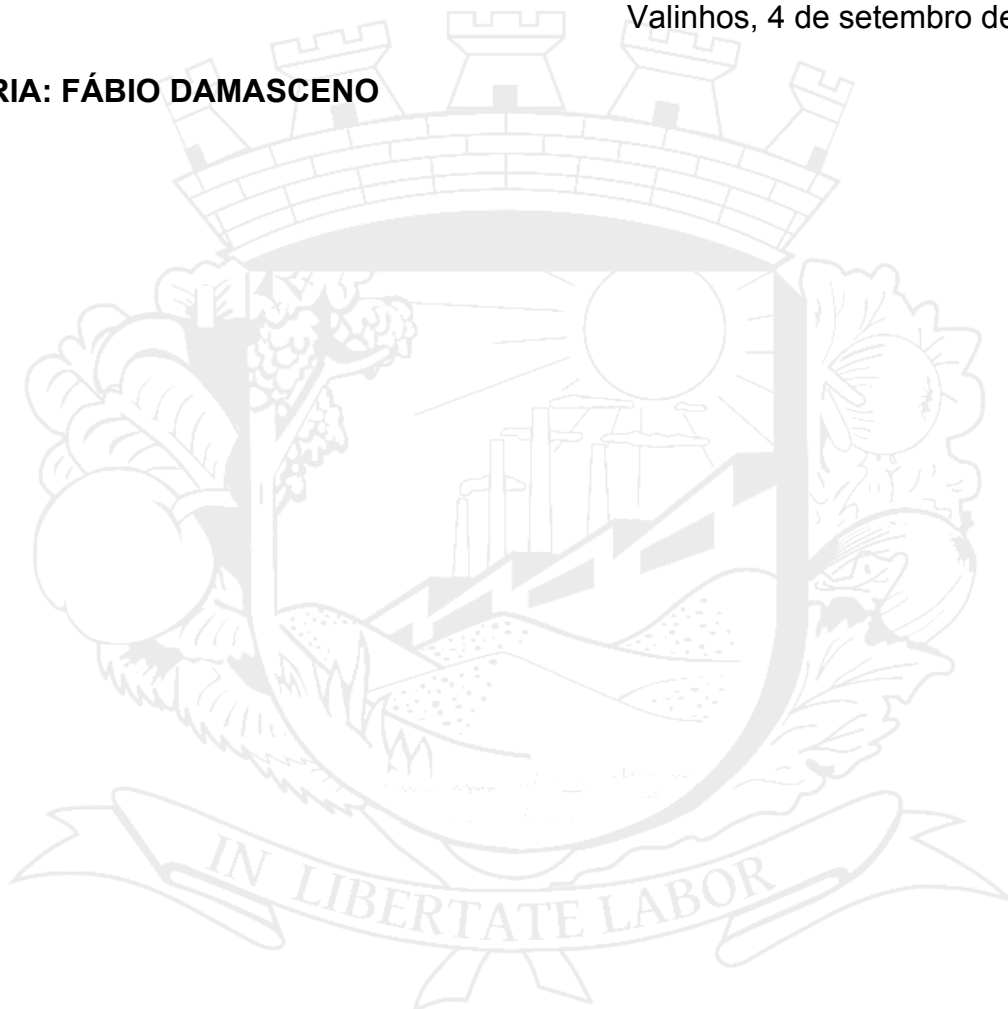 Valinhos, 4 de setembro de
RIA: FÁBIO DAMASCENO
IN LIBERTATE LABOR